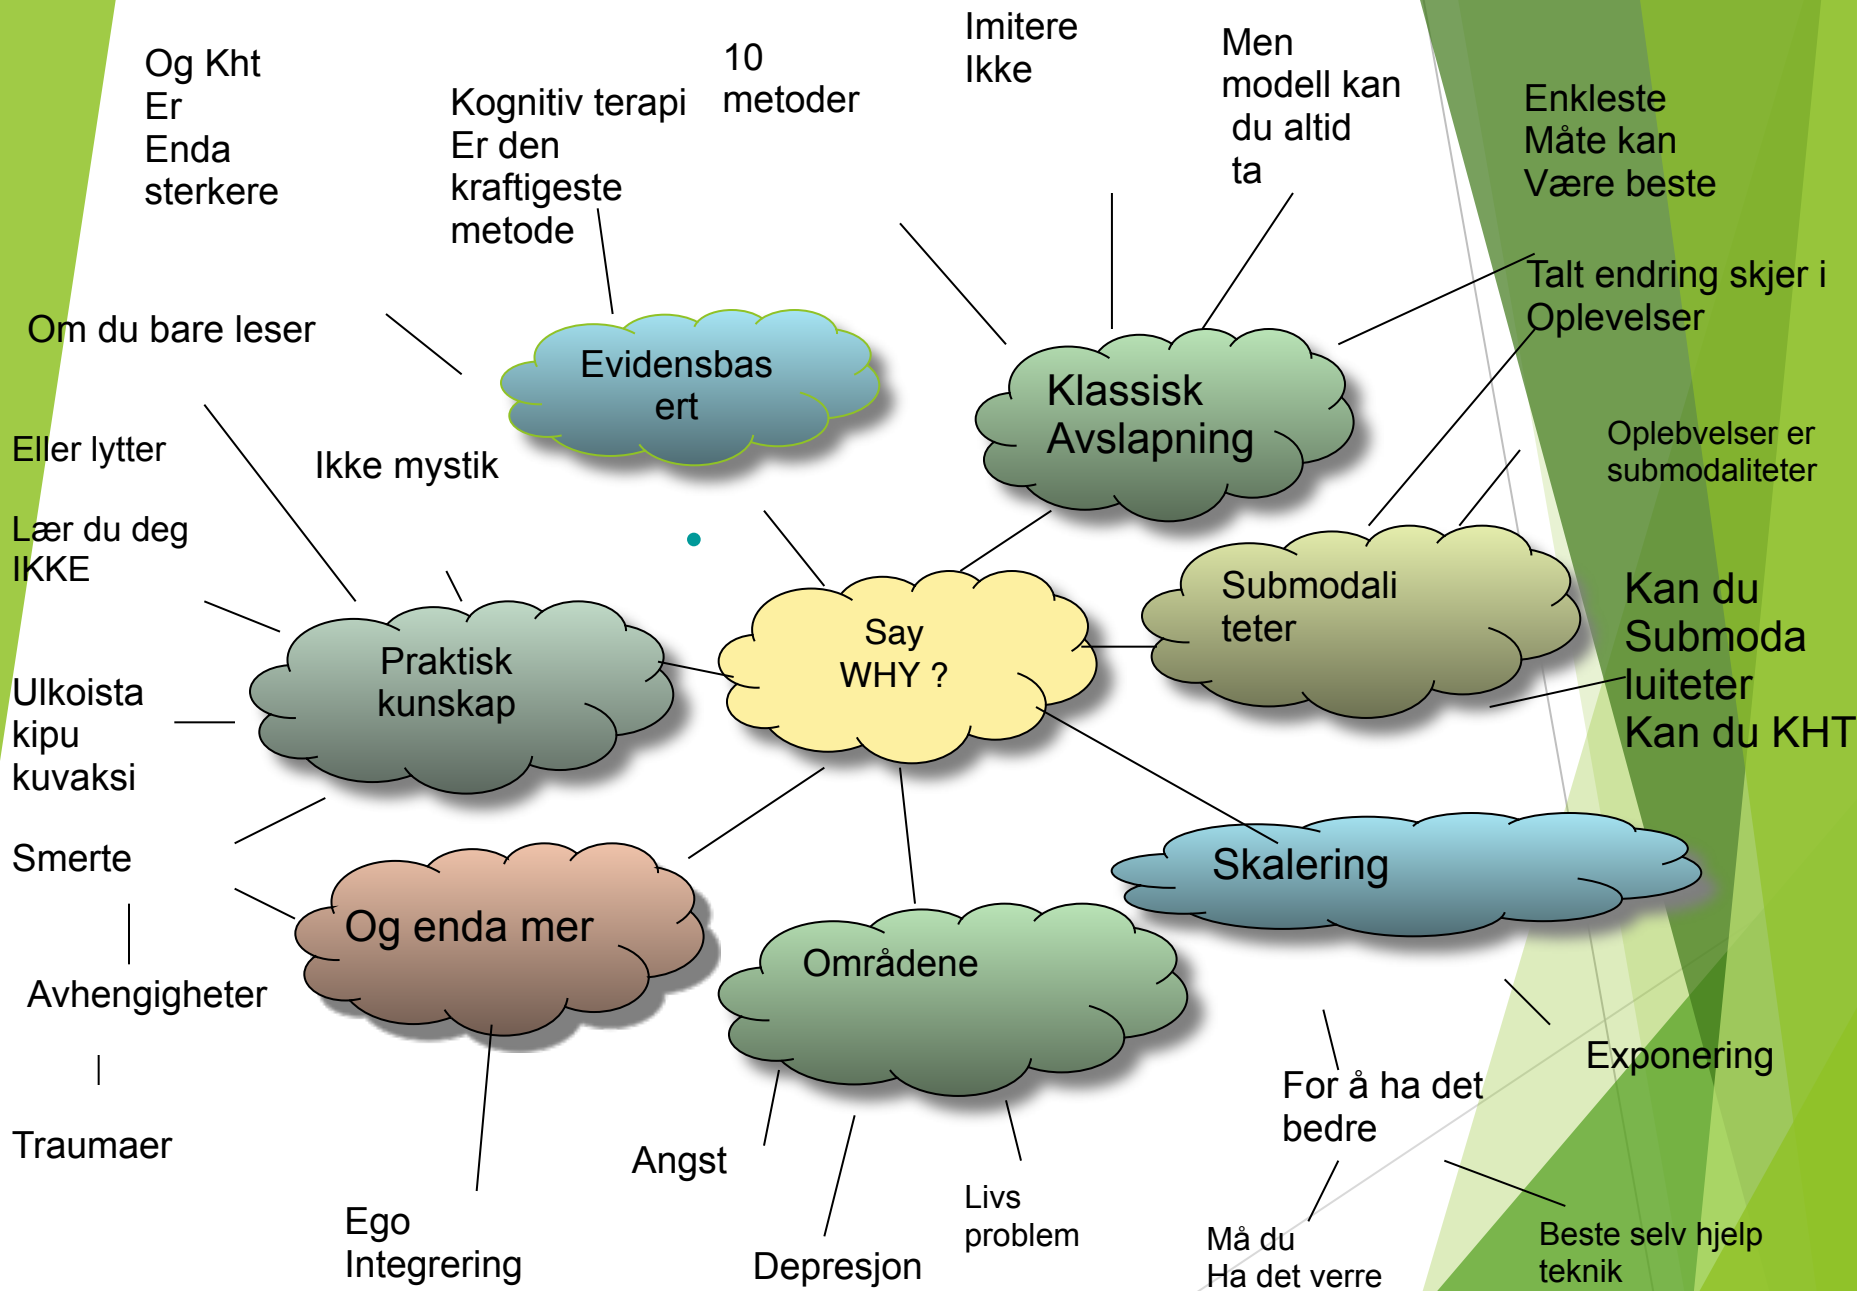 Og Kht
Er
Enda
sterkere
Kognitiv terapi
Er den
kraftigeste
metode
10
metoder
Imitere
Ikke
Men
modell kan
du altid
ta
Enkleste
Måte kan
Være beste
Talt endring skjer i
Oplevelser
Om du bare leser
Evidensbas
ert
Klassisk
Avslapning
Oplebvelser er
submodaliteter
Eller lytter
Ikke mystik
Lær du deg
IKKE
Submodali
teter
Kan du
Submoda
luiteter
Kan du KHT
Say
WHY ?
Praktisk
kunskap
Ulkoista
kipu
kuvaksi
Smerte
Skalering
Og enda mer
Områdene
Avhengigheter
Exponering
For å ha det
bedre
Traumaer
Angst
Livs
problem
Ego
Integrering
Depresjon
Må du
Ha det verre
Beste selv hjelp
teknik